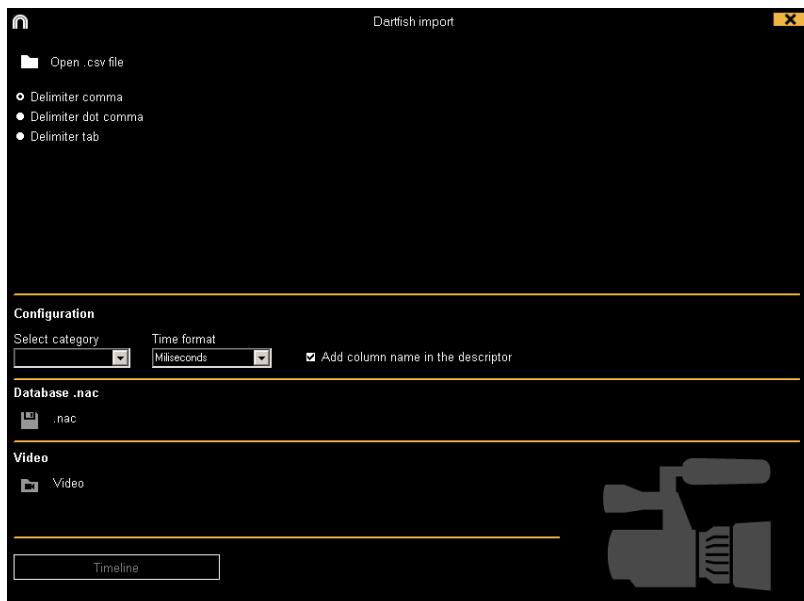 Dartfish import
Open .csv file
Delimiter comma
Delimiter dot comma
Delimiter tab
Configuration
Select category Time format
Miliseconds Add column name in the descriptor
Database .nac
.nac
Video
Video
Timeline